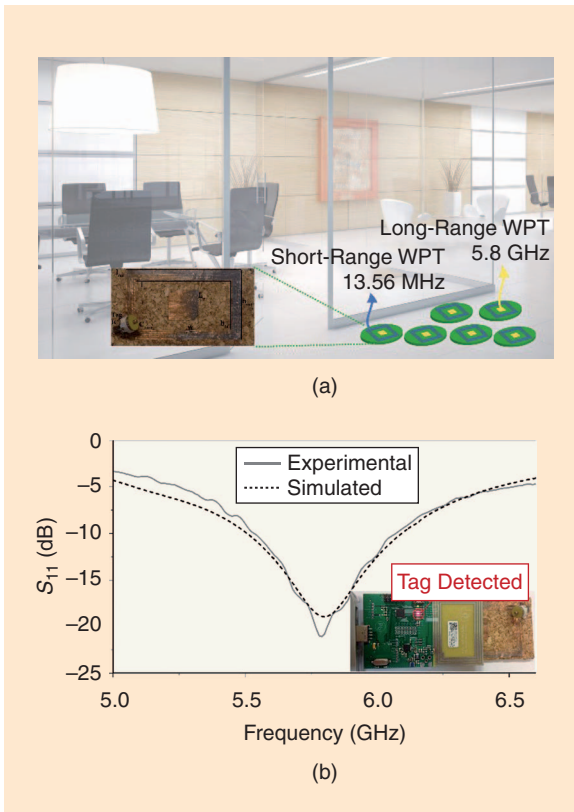 Long-Range WPT
5.8 GHz
Short-Range WPT
13.56 MHz
(a)
0
–5
–10
–15
–20
–25
S11 (dB)
Experimental
Simulated
Tag Detected
5.0
5.5
6.0
6.5
Frequency (GHz)
(b)